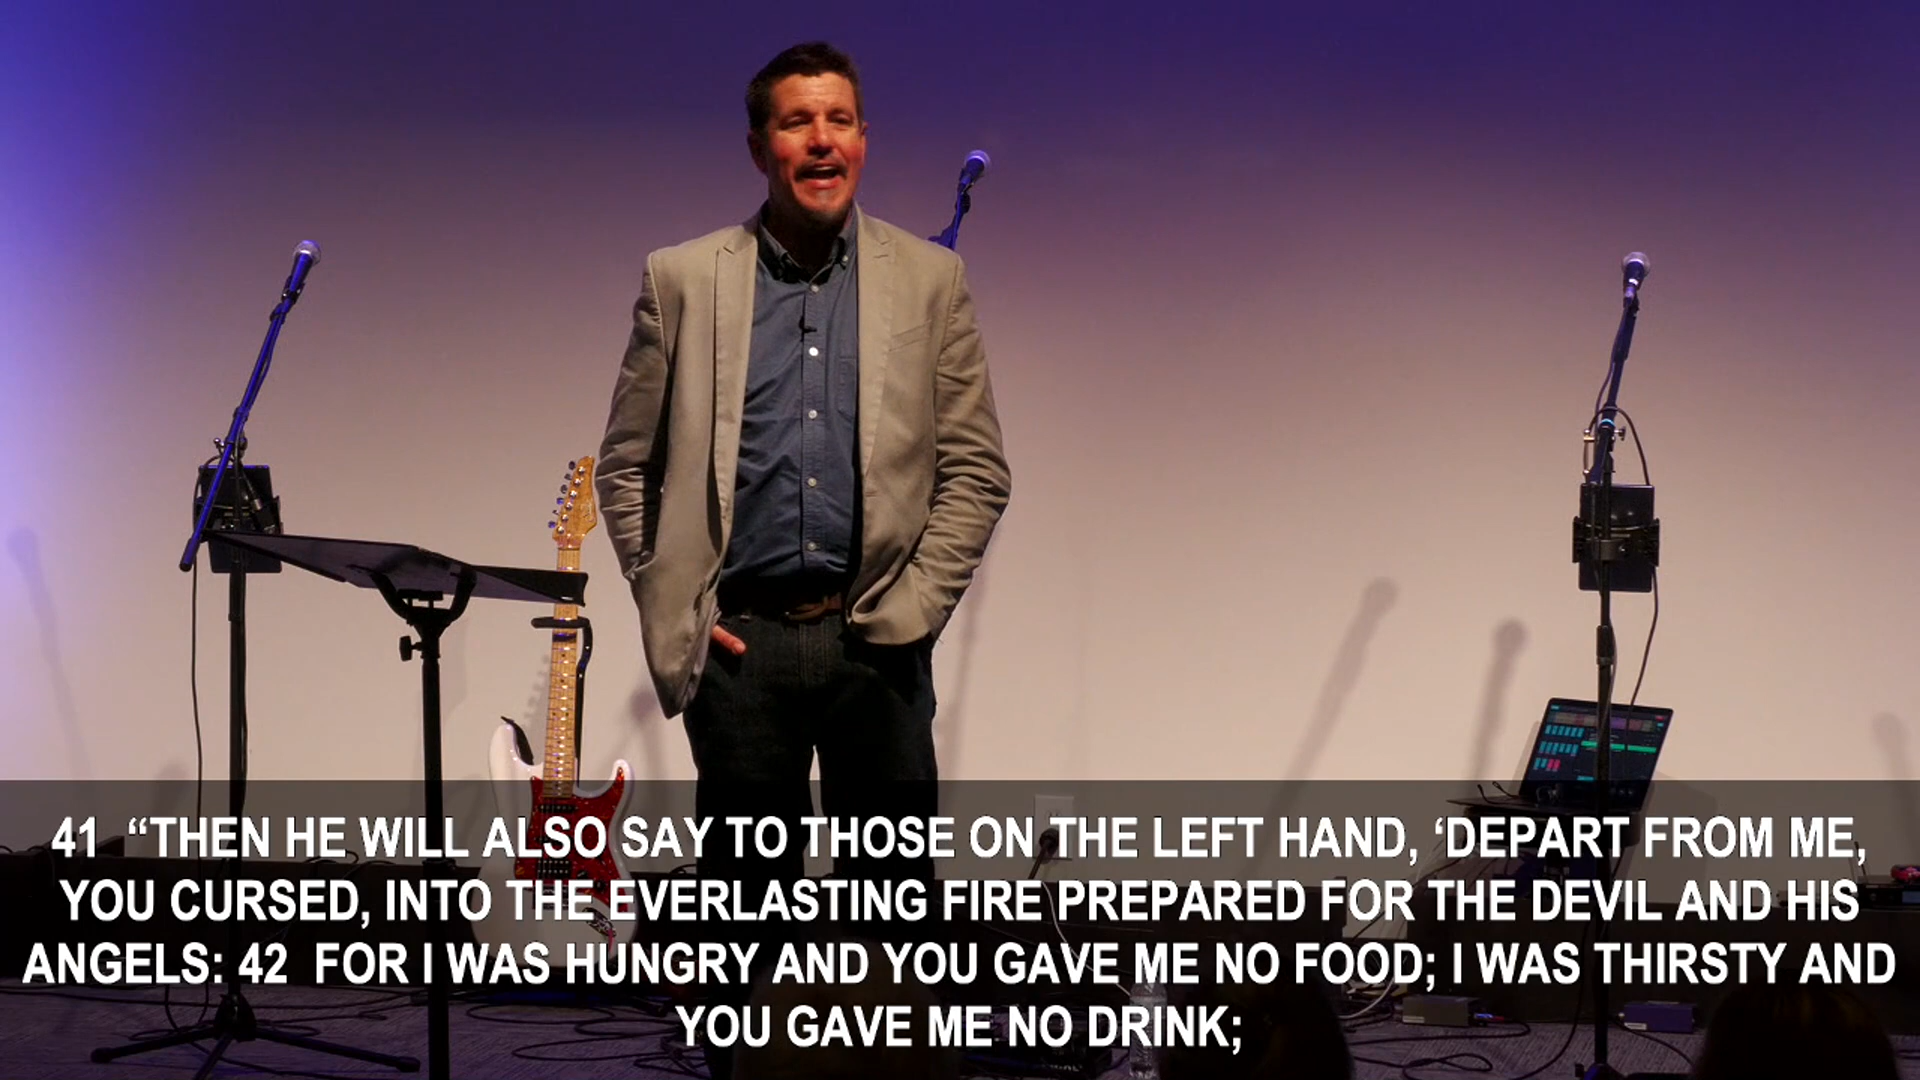 41 “THEN HE WILL ALSO SAY TO THOSE ON THE LEFT HAND, ‘DEPART FROM ME,
YOU CURSED, INTO THE EVERLASTING FIRE PREPARED FOR THE DEVIL AND HIS
ANGELS: 42 FOR I WAS HUNGRY AND YOU GAVE ME NO FOOD; I WAS THIRSTY AND
YOU GAVE ME NO DRINK;